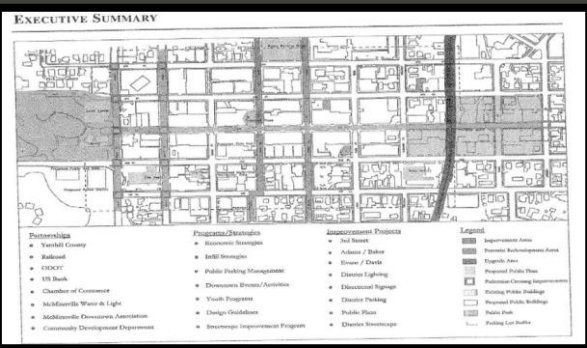 EXECUTIVE SUMMARY
Partnerships
Yamhill County
Railroad
ODOT
US Bank
Chamber of Commerce
McMinnville Water & Light
McMinnville Downtown Association
Community Development Department
Programs/Strategies
Economic Strategies
Infill Strategies
Public Parking Management
Downtown Events/Activities
Youth Programs
Design Guidelines
Streetscape Improvement Program
Improvement Projects
3rd Street
Adams / Baker
Evans / Davis
District Lighting
Directional Signage
District Parking
Public Plaza
District Streetscape
Legend
Improvement Area
Potential Redevelopment Area
Upgrade Area
Proposed Public Plaza
Pedestrian Crossing Improvements
Existing Public Buildings
Proposed Public Buildings
Public Park
Parking Lot Buffer